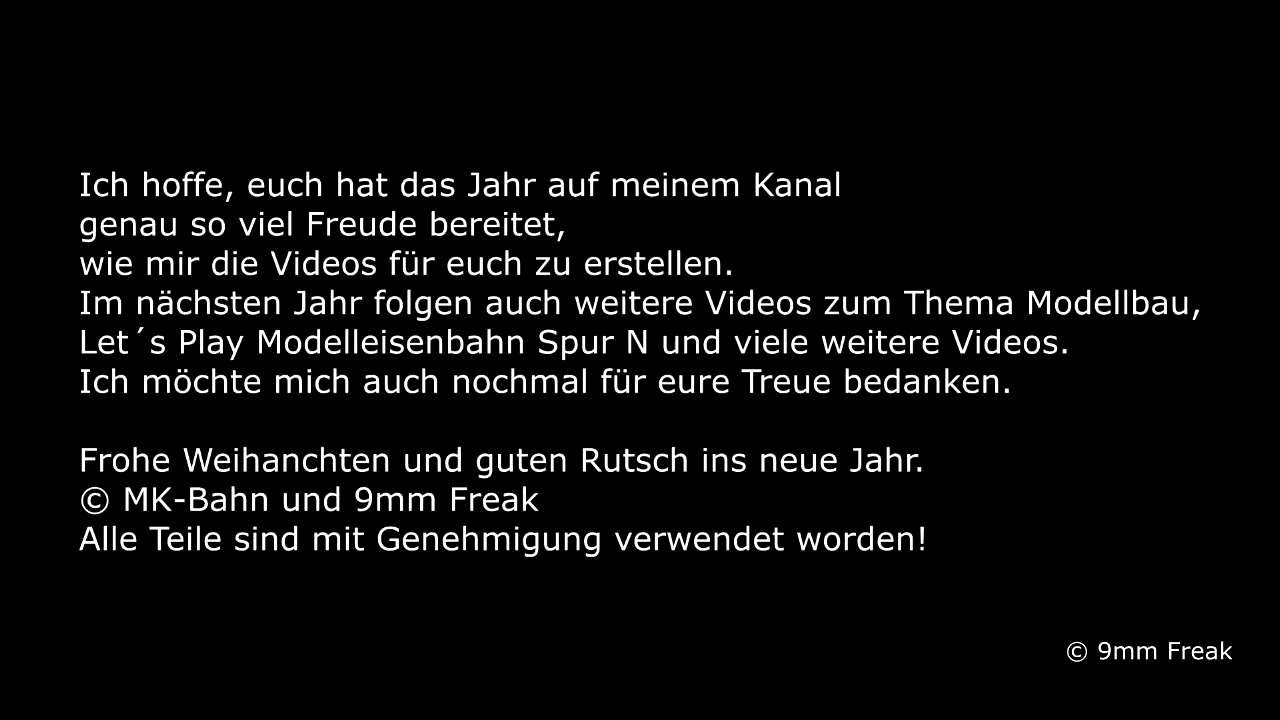 Ich hoffe, euch hat das Jahr auf meinem Kanal
genau so viel Freude bereitet,
wie mir die Videos für euch zu erstellen.
Im nächsten Jahr folgen auch weitere Videos zum Thema Modellbau,
Let´s Play Modelleisenbahn Spur N und viele weitere Videos.
Ich möchte mich auch nochmal für eure Treue bedanken.
Frohe Weihanchten und guten Rutsch ins neue Jahr.
© MK-Bahn und 9mm Freak
Alle Teile sind mit Genehmigung verwendet worden!
© 9mm Freak